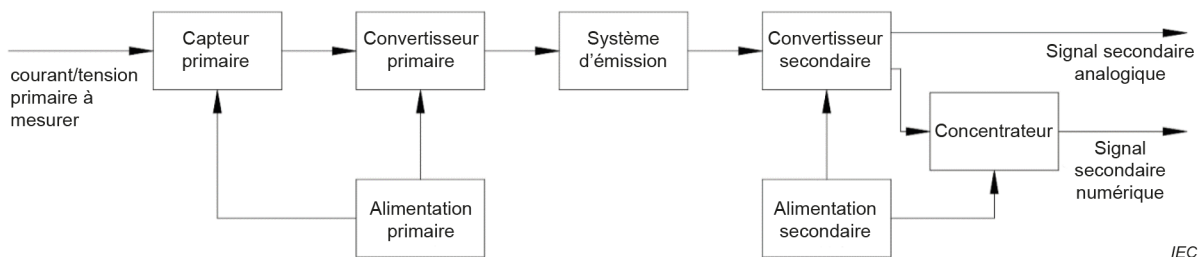 courant/tension
primaire à
mesurer
Capteur
primaire
Convertisseur
primaire
Système
d'émission
Convertisseur
secondaire
Signal secondaire
analogique
Concentrateur
Signal
secondaire
numérique
Alimentation
primaire
Alimentation
secondaire
IEC